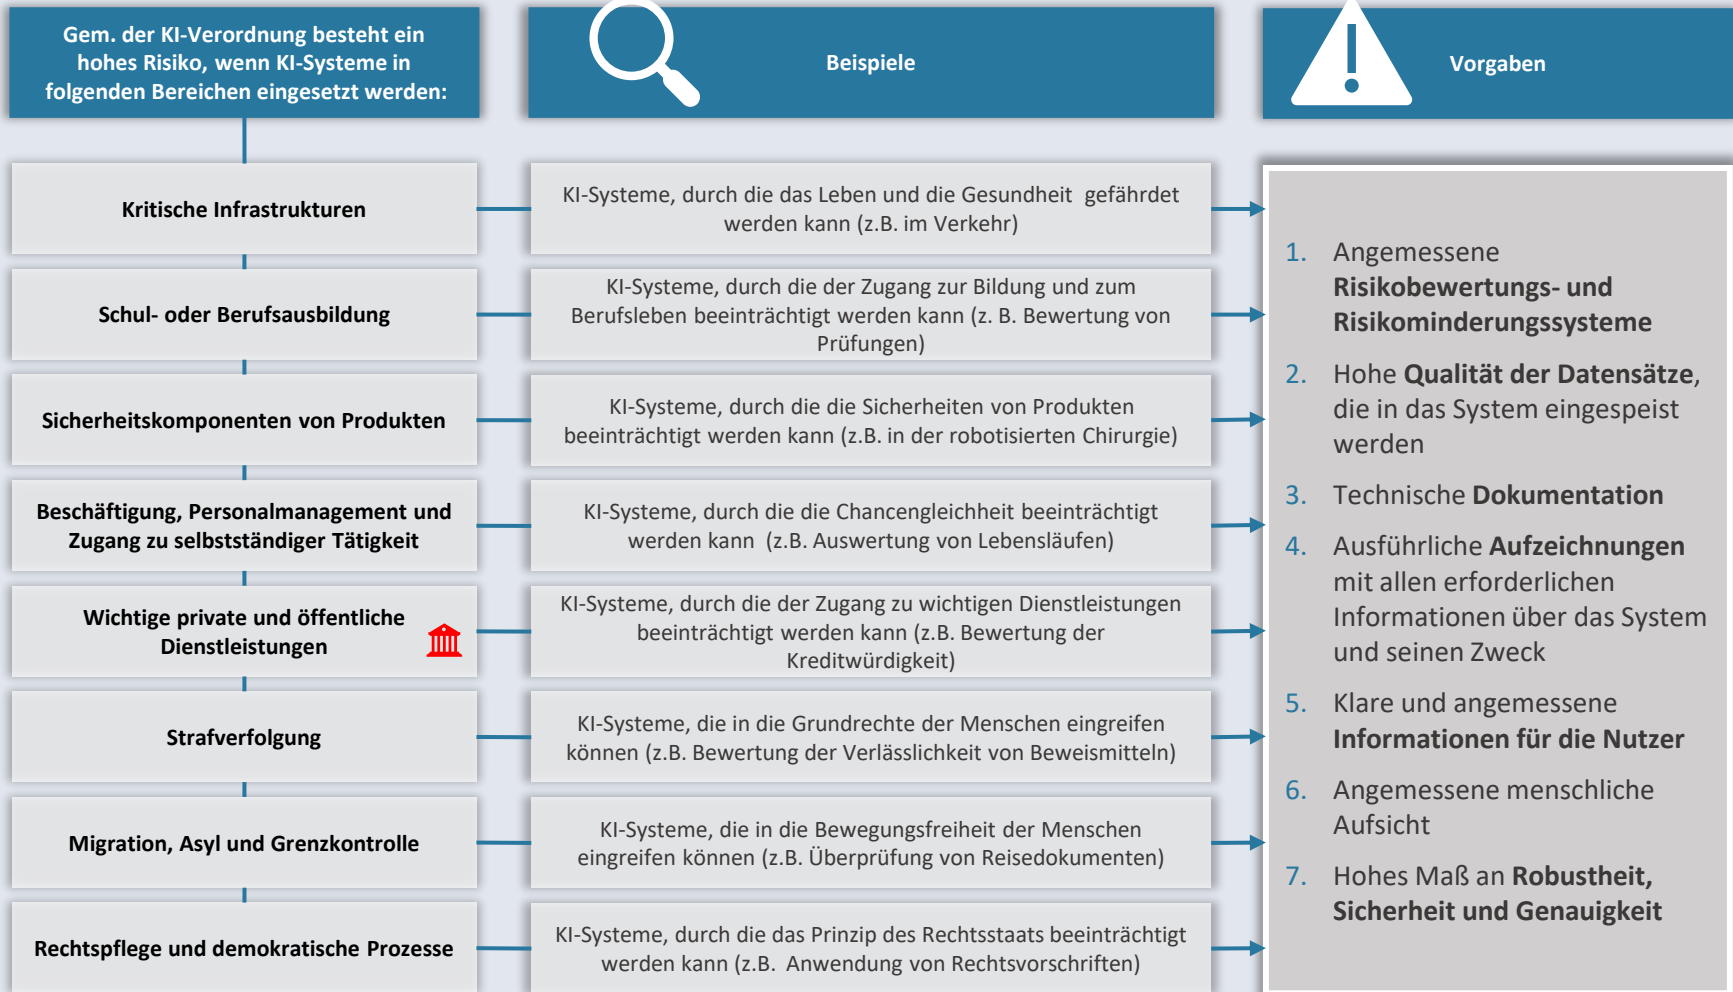 Gem. der KI-Verordnung besteht ein
hohes Risiko, wenn KI-Systeme in
folgenden Bereichen eingesetzt werden:
Beispiele
Vorgaben
Kritische Infrastrukturen
KI-Systeme, durch die das Leben und die Gesundheit gefährdet
werden kann (z.B. im Verkehr)
Schul- oder Berufsausbildung
KI-Systeme, durch die der Zugang zur Bildung und zum
Berufsleben beeinträchtigt werden kann (z. B. Bewertung von
Prüfungen)
Sicherheitskomponenten von Produkten
KI-Systeme, durch die die Sicherheiten von Produkten
beeinträchtigt werden kann (z.B. in der robotisierten Chirurgie)
Beschäftigung, Personalmanagement und
Zugang zu selbstständiger Tätigkeit
KI-Systeme, durch die die Chancengleichheit beeinträchtigt
werden kann (z.B. Auswertung von Lebensläufen)
Wichtige private und öffentliche
Dienstleistungen
KI-Systeme, durch die der Zugang zu wichtigen Dienstleistungen
beeinträchtigt werden kann (z.B. Bewertung der
Kreditwürdigkeit)
Strafverfolgung
KI-Systeme, die in die Grundrechte der Menschen eingreifen
können (z.B. Bewertung der Verlässlichkeit von Beweismitteln)
Migration, Asyl und Grenzkontrolle
KI-Systeme, die in die Bewegungsfreiheit der Menschen
eingreifen können (z.B. Überprüfung von Reisedokumenten)
Rechtspflege und demokratische Prozesse
KI-Systeme, durch die das Prinzip des Rechtsstaats beeinträchtigt
werden kann (z.B. Anwendung von Rechtsvorschriften)
1. Angemessene
Risikobewertungs- und
Risikominderungssysteme
2. Hohe Qualität der Datensätze,
die in das System eingespeist
werden
3. Technische Dokumentation
4. Ausführliche Aufzeichnungen
mit allen erforderlichen
Informationen über das System
und seinen Zweck
5. Klare und angemessene
Informationen für die Nutzer
6. Angemessene menschliche
Aufsicht
7. Hohes Maß an Robustheit,
Sicherheit und Genauigkeit